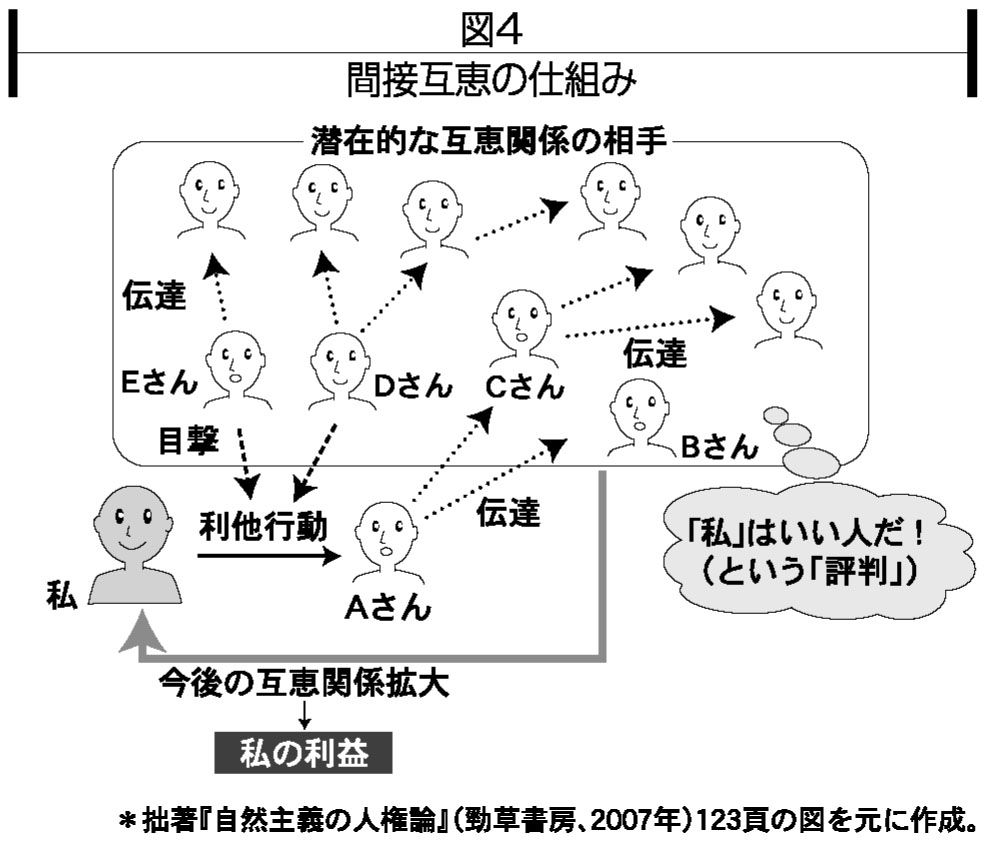 図4
間接互恵の仕組み
潜在的な互恵関係の相手
伝達
Eさん
Dさん
Cさん
伝達
目撃
Bさん
利他行動
伝達
「私」はいい人だ！
（という「評判」）
私
Aさん
今後の互恵関係拡大
私の利益
＊拙著『自然主義の人権論』（勁草書房、2007年）123頁の図を元に作成。